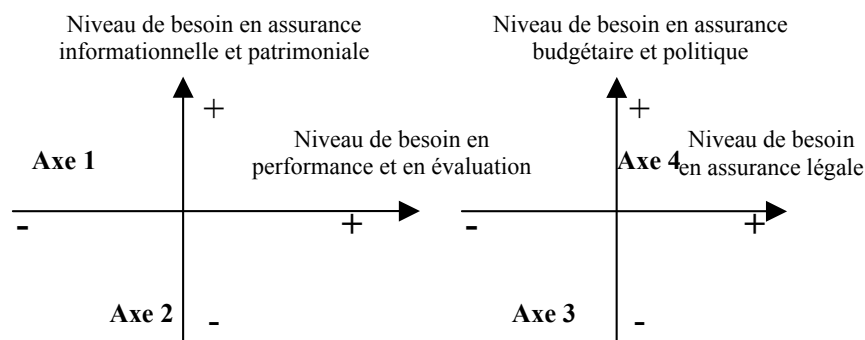 Niveau de besoin en assurance
informationnelle et patrimoniale
+
Niveau de besoin en
performance et en évaluation
Axe 1
-
+
Axe 2
-
Niveau de besoin en assurance
budgétaire et politique
+
Niveau de besoin
en assurance légale
Axe 4
-
+
Axe 3
-